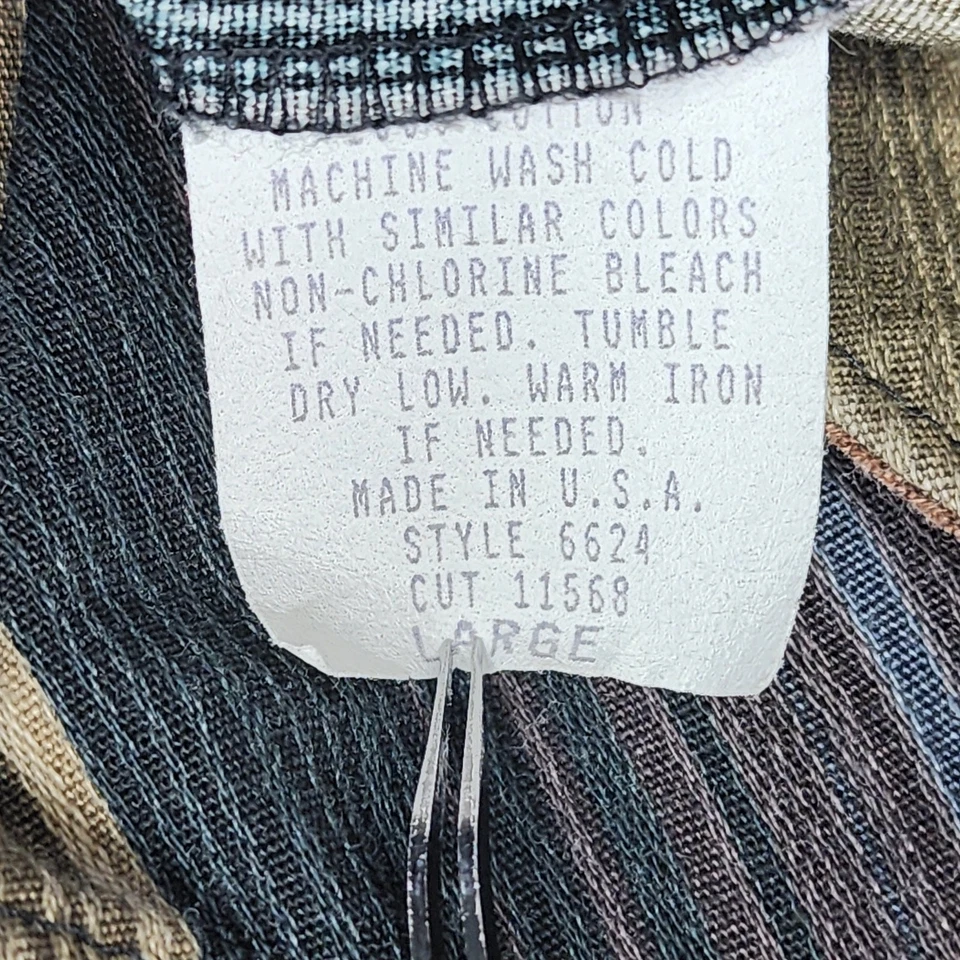 COTTON
MACHINE WASH COLD
WITH SIMILAR COLORS
NON-CHLORINE BLEACH
IF NEEDED. TUMBLE
DRY LOW. WARM IRON
IF NEEDED.
MADE IN U.S.A.
STYLE 6624
CUT 11568
LARGE